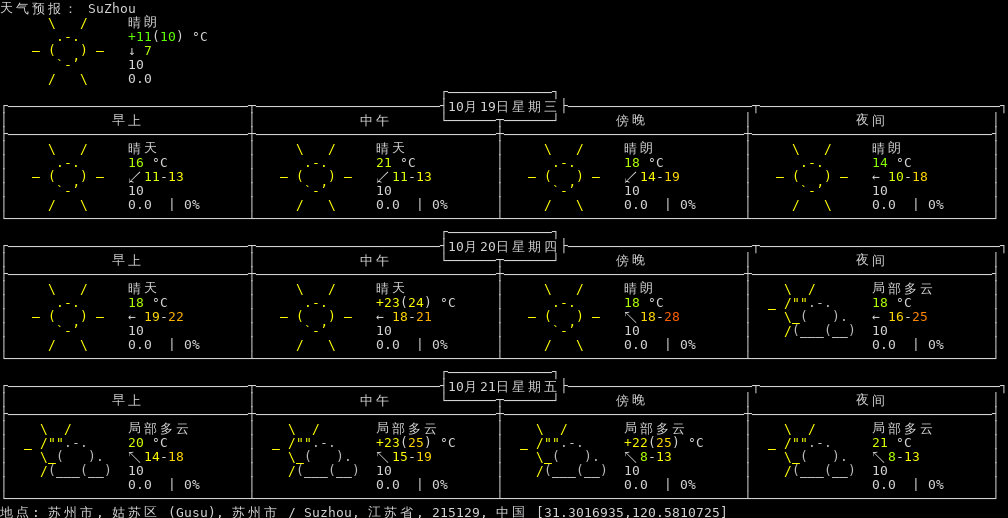 天气预报: SuZhou
晴朗
+11(10) °C
↓ 7
10
0.0
10月19日星期三
早上 中午 傍晚 夜间
晴天 晴天 晴朗 晴朗
16 °C 21 °C 18 °C 14 °C
↙ 11-13 ↙ 11-13 ↙ 14-19 ← 10-18
10 10 10 10
0.0 | 0% 0.0 | 0% 0.0 | 0% 0.0 | 0%
10月20日星期四
早上 中午 傍晚 夜间
晴天 晴天 晴朗 局部多云
18 °C +23(24) °C 18 °C 18 °C
← 19-22 ← 18-21 ↖ 18-28 ← 16-25
10 10 10 10
0.0 | 0% 0.0 | 0% 0.0 | 0% 0.0 | 0%
10月21日星期五
早上 中午 傍晚 夜间
局部多云 局部多云 局部多云 局部多云
20 °C +23(25) °C +22(25) °C 21 °C
↖ 14-18 ↖ 15-19 ↖ 8-13 ↖ 8-13
10 10 10 10
0.0 | 0% 0.0 | 0% 0.0 | 0% 0.0 | 0%
地点: 苏州市, 姑苏区 (Gusu), 苏州市 / Suzhou, 江苏省, 215129, 中国 [31.3016935,120.5810725]